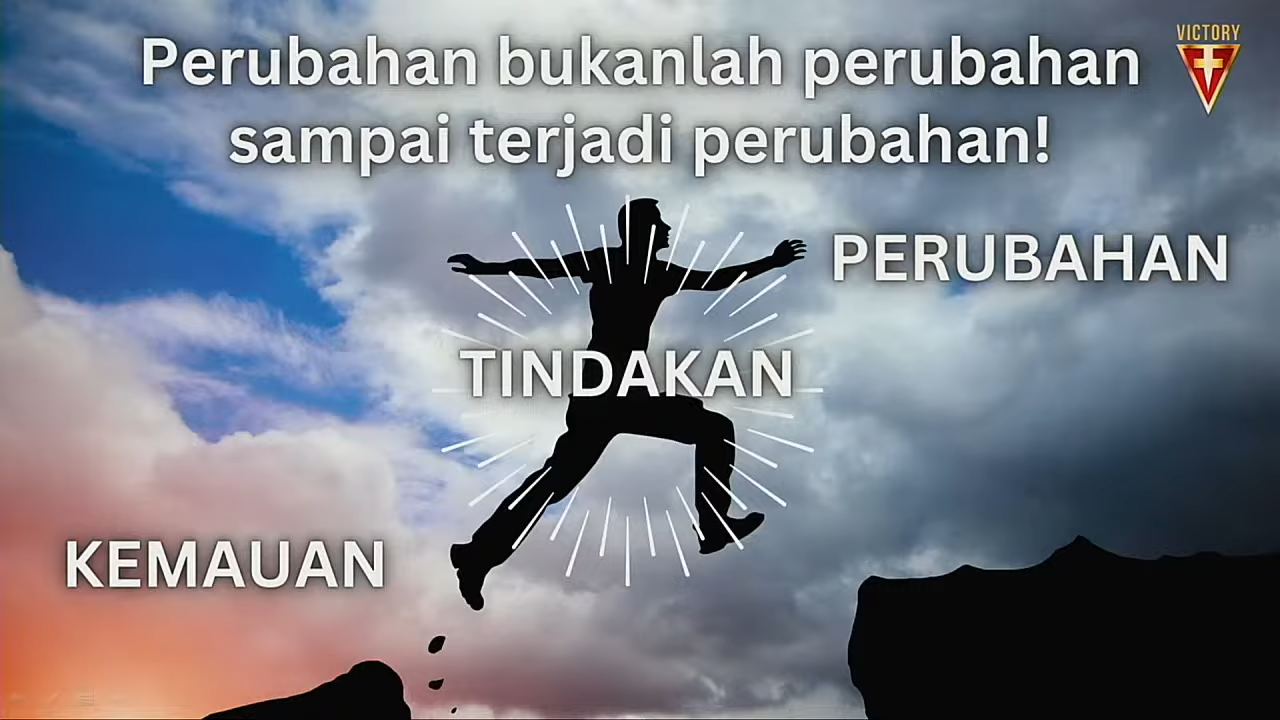 Perubahan bukanlah perubahan
sampai terjadi perubahan!
VICTORY
PERUBAHAN
TINDAKAN
KEMAUAN